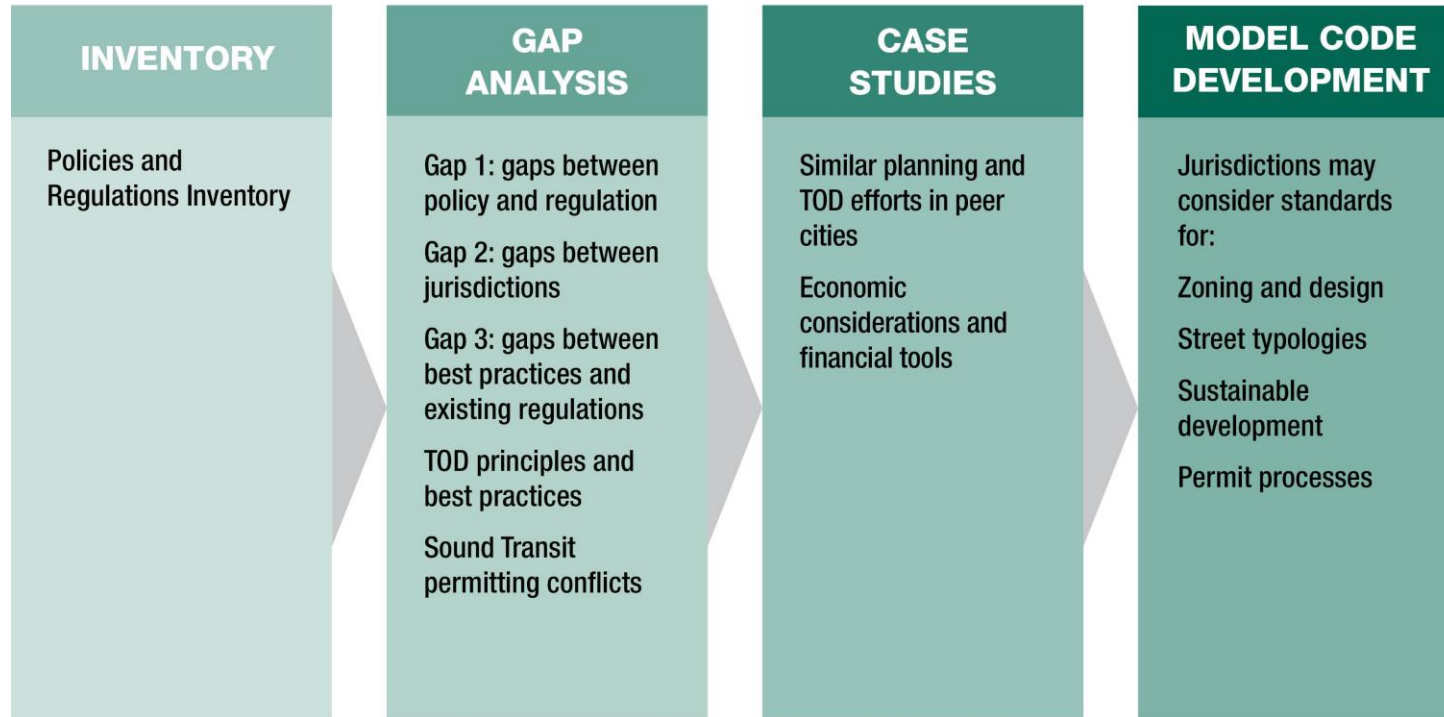 INVENTORY
Policies and
Regulations Inventory
GAP
ANALYSIS
Gap 1: gaps between
policy and regulation
Gap 2: gaps between
jurisdictions
Gap 3: gaps between
best practices and
existing regulations
TOD principles and
best practices
Sound Transit
permitting conflicts
CASE
STUDIES
Similar planning and
TOD efforts in peer
cities
Economic
considerations and
financial tools
MODEL CODE
DEVELOPMENT
Jurisdictions may
consider standards
for:
Zoning and design
Street typologies
Sustainable
development
Permit processes